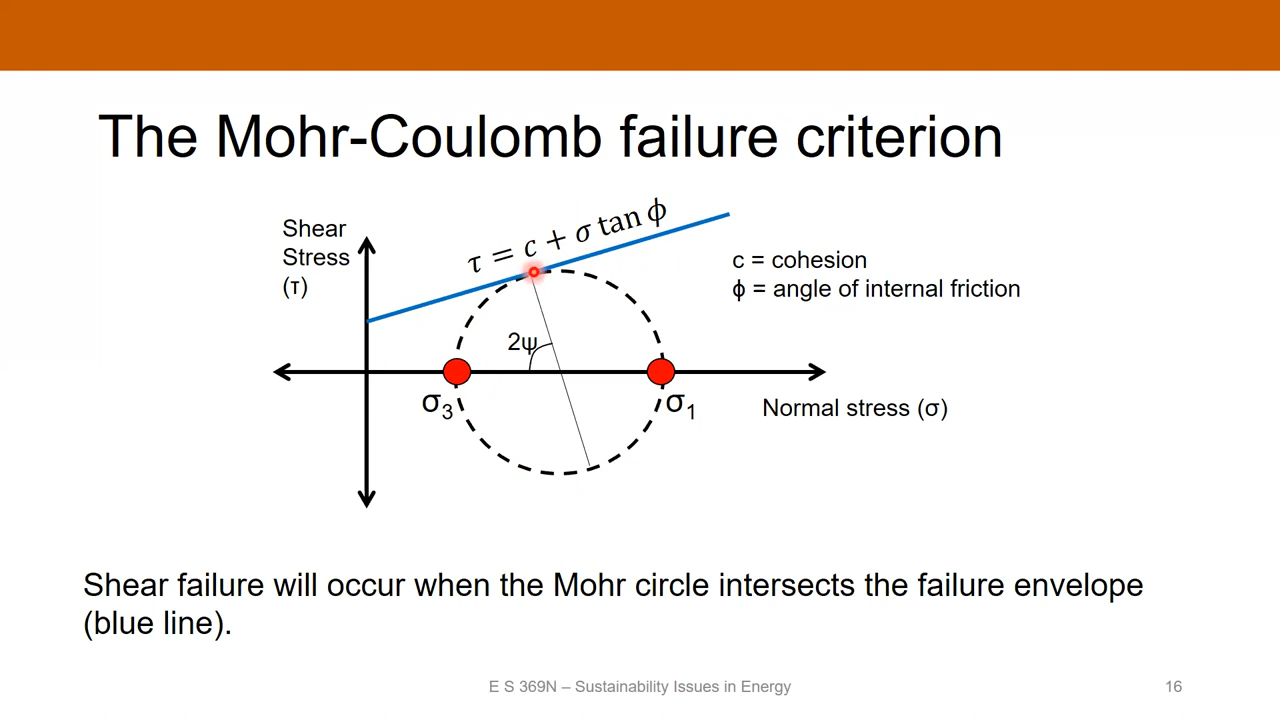 The Mohr-Coulomb failure criterion
Shear
Stress
(τ)
τ = c + σ tan ϕ
c = cohesion
ϕ = angle of internal friction
2ψ
σ3
σ1
Normal stress (σ)
Shear failure will occur when the Mohr circle intersects the failure envelope
(blue line).
E S 369N – Sustainability Issues in Energy
16